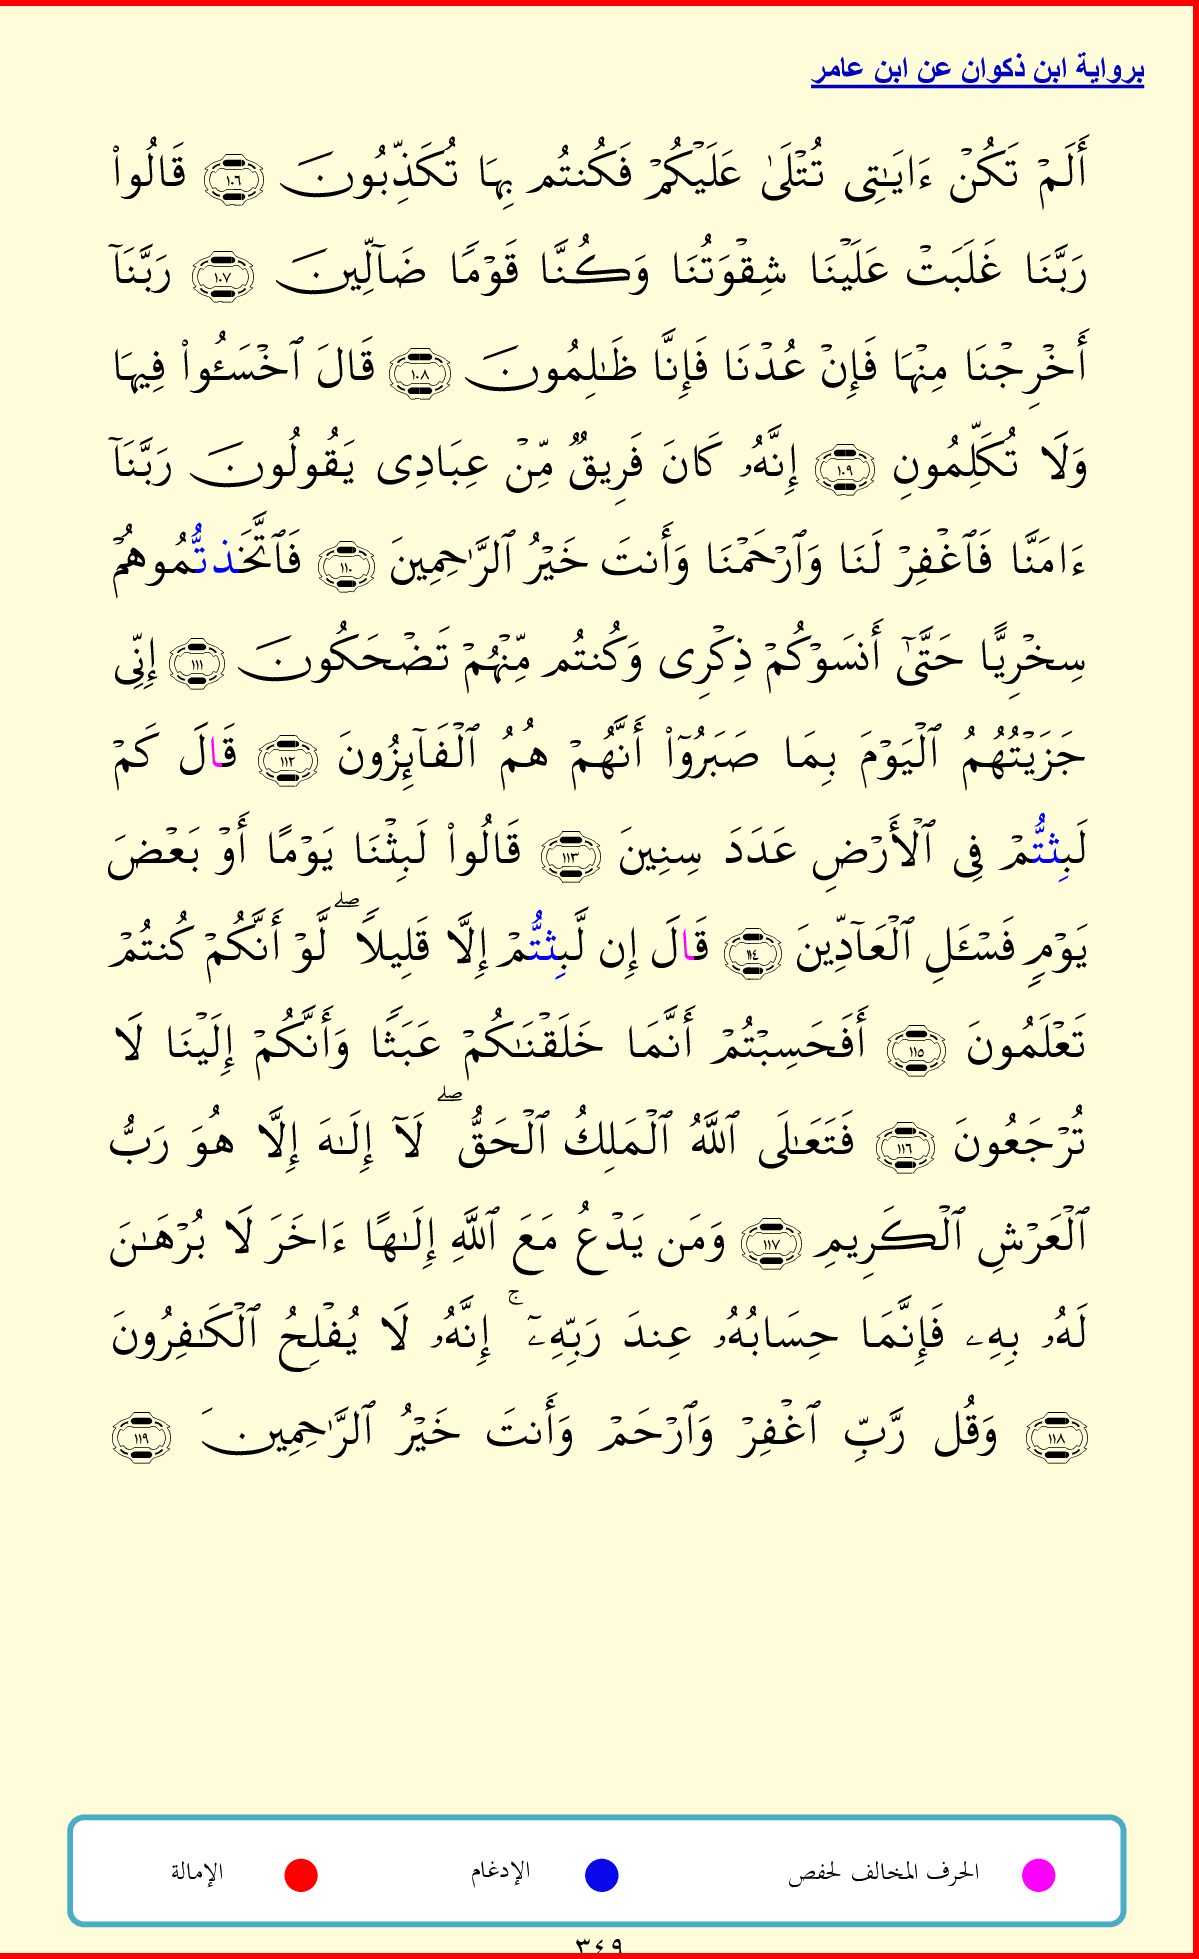 برواية ابن ذكوان عن ابن عامر
أَلَمۡ تَكُنۡ ءَايَـٰتِى تُتۡلَىٰ عَلَيۡكُمۡ فَكُنتُم بِهَا تُكَذِّبُونَ ١٠٦ قَالُواْ
رَبَّنَا غَلَبَتۡ عَلَيۡنَا شِقۡوَتُنَا وَكُنَّا قَوۡمًا ضَآلِّينَ ١٠٧ رَبَّنَآ
أَخۡرِجۡنَا مِنۡهَا فَإِنۡ عُدۡنَا فَإِنَّا ظَـٰلِمُونَ ١٠٨ قَالَ ٱخۡسَـُٔواْ فِيهَا
وَلَا تُكَلِّمُونِ ١٠٩ إِنَّهُۥ كَانَ فَرِيقٌ مِّنۡ عِبَادِى يَقُولُونَ رَبَّنَآ
ءَامَنَّا فَٱغۡفِرۡ لَنَا وَٱرۡحَمۡنَا وَأَنتَ خَيۡرُ ٱلرَّٰحِمِينَ ١١٠ فَٱتَّخَذتُّمُوهُمۡ
سِخۡرِيًّا حَتَّىٰٓ أَنسَوۡكُمۡ ذِكۡرِى وَكُنتُم مِّنۡهُمۡ تَضۡحَكُونَ ١١١ إِنِّى
جَزَيۡتُهُمُ ٱلۡيَوۡمَ بِمَا صَبَرُوٓاْ أَنَّهُمۡ هُمُ ٱلۡفَآئِزُونَ ١١٢ قَالَ كَمۡ
لَبِثتُّمۡ فِى ٱلۡأَرۡضِ عَدَدَ سِنِينَ ١١٣ قَالُواْ لَبِثۡنَا يَوۡمًا أَوۡ بَعۡضَ
يَوۡمٍ فَسۡـَٔلِ ٱلۡعَآدِّينَ ١١٤ قَالَ إِن لَّبِثتُّمۡ إِلَّا قَلِيلًا ۖ لَّوۡ أَنَّكُمۡ كُنتُمۡ
تَعۡلَمُونَ ١١٥ أَفَحَسِبۡتُمۡ أَنَّمَا خَلَقۡنَـٰكُمۡ عَبَثًا وَأَنَّكُمۡ إِلَيۡنَا لَا
تُرۡجَعُونَ ١١٦ فَتَعَـٰلَى ٱللَّهُ ٱلۡمَلِكُ ٱلۡحَقُّ ۖ لَآ إِلَـٰهَ إِلَّا هُوَ رَبُّ
ٱلۡعَرۡشِ ٱلۡكَرِيمِ ١١٧ وَمَن يَدۡعُ مَعَ ٱللَّهِ إِلَـٰهًا ءَاخَرَ لَا بُرۡهَـٰنَ
لَهُۥ بِهِۦ فَإِنَّمَا حِسَابُهُۥ عِندَ رَبِّهِۦٓ ۚ إِنَّهُۥ لَا يُفۡلِحُ ٱلۡكَـٰفِرُونَ
١١٨ وَقُل رَّبِّ ٱغۡفِرۡ وَٱرۡحَمۡ وَأَنتَ خَيۡرُ ٱلرَّٰحِمِينَ ١١٩
الحرف المخالف لحفص الإدغام الإمالة
٣٤٩